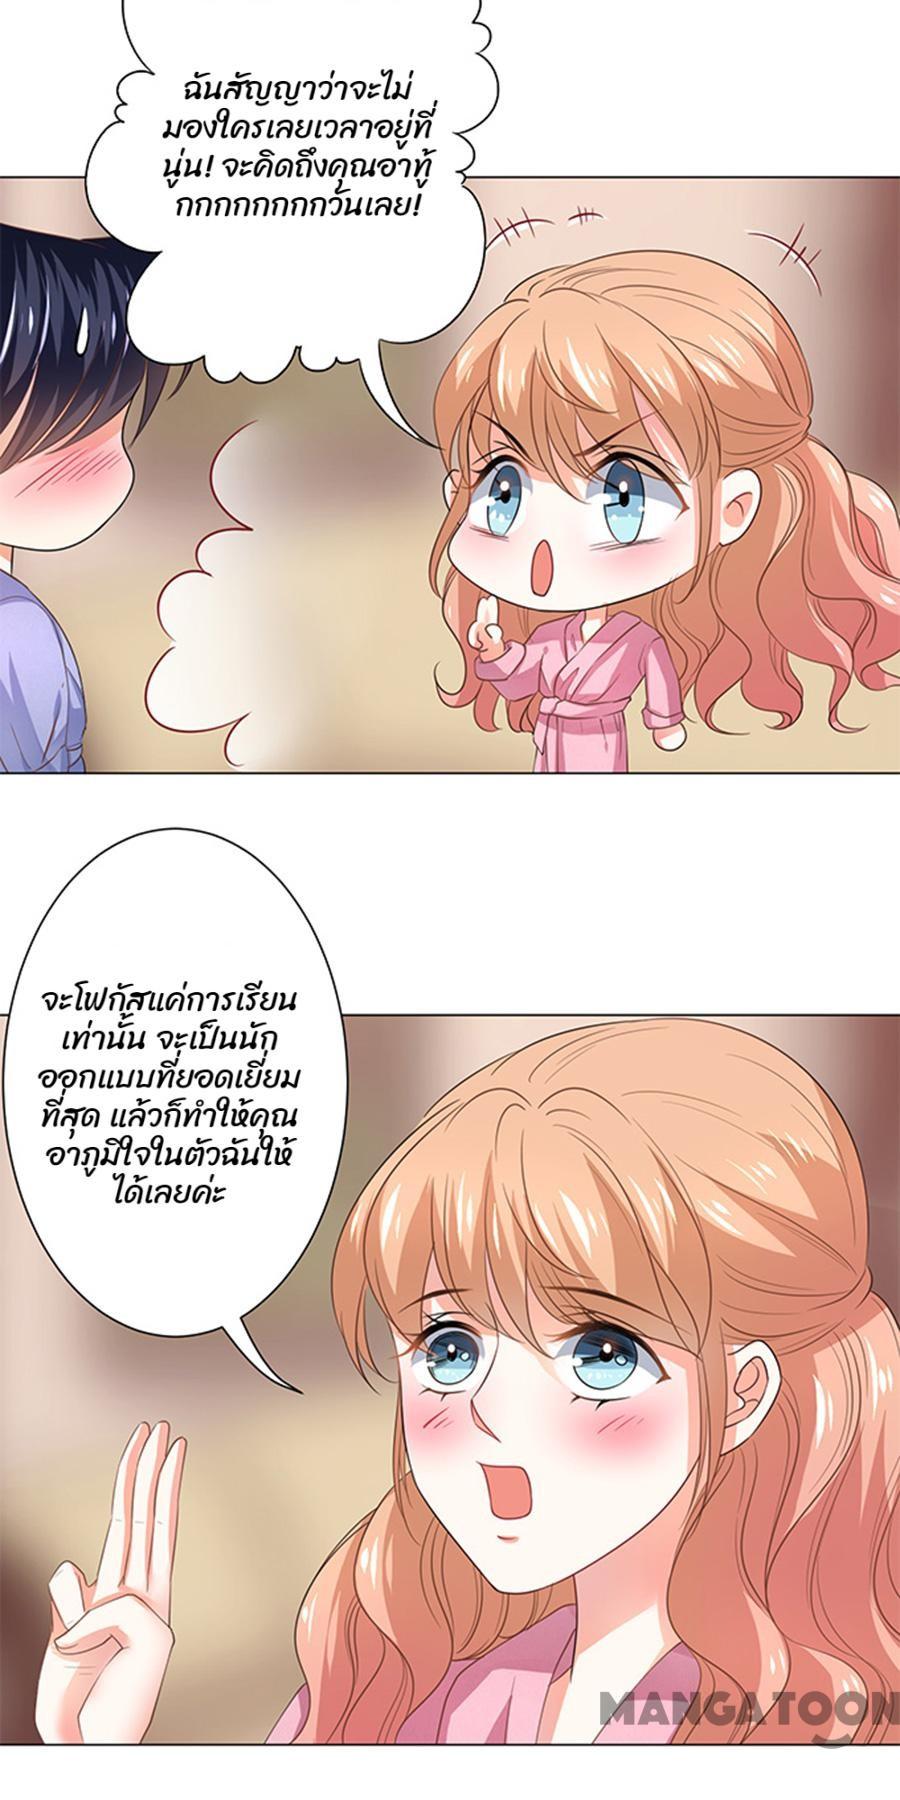 ฉันสัญญาว่าจะไม่
มองใครเลยเวลาอยู่ที่
นู่น! จะคิดถึงคุณอาทู้
กกกกกกกกวันเลย!
จะโฟกัสแค่การเรียน
เท่านั้น จะเป็นนัก
ออกแบบที่ยอดเยี่ยม
ที่สุด แล้วก็ทำให้คุณ
อาภูมิใจในตัวฉันให้
ได้เลยค่ะ
MANGATOON